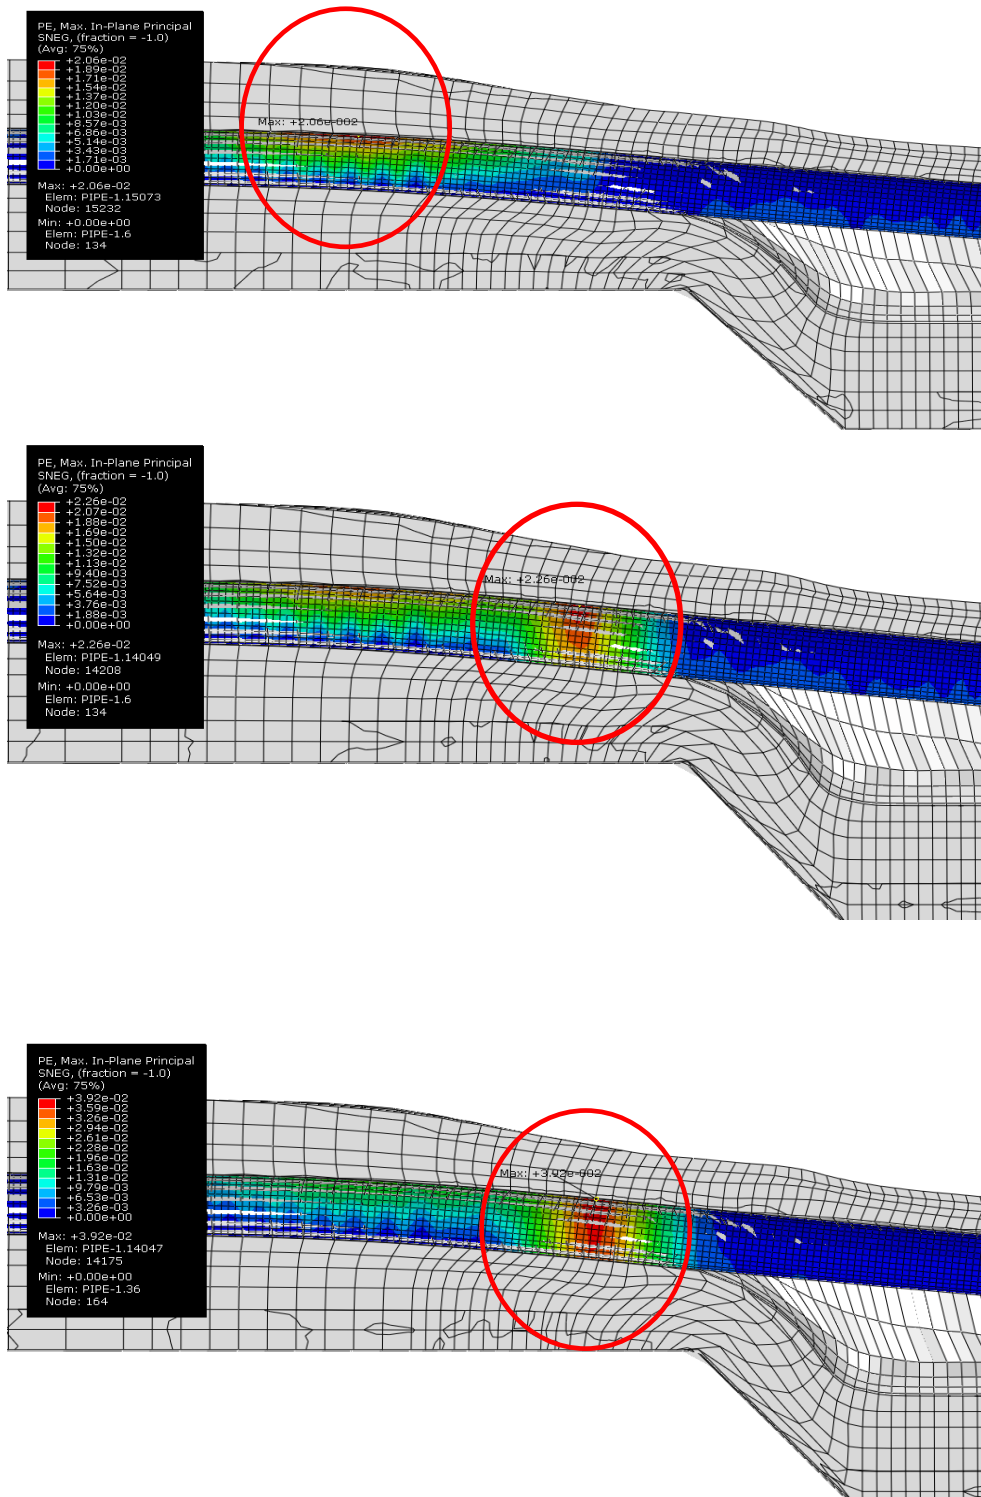 PE, Max. In-Plane Principal
SNEG, (fraction = -1.0)
(Avg: 75%)
+2.06e-02
+1.89e-02
+1.71e-02
+1.54e-02
+1.37e-02
+1.20e-02
+1.03e-02
+8.57e-03
+6.86e-03
+5.14e-03
+3.43e-03
+1.71e-03
+0.00e+00
Max: +2.06e-02
Elem: PIPE-1.15073
Node: 15232
Min: +0.00e+00
Elem: PIPE-1.6
Node: 134
Max: +2.06e-002
PE, Max. In-Plane Principal
SNEG, (fraction = -1.0)
(Avg: 75%)
+2.26e-02
+2.07e-02
+1.88e-02
+1.69e-02
+1.50e-02
+1.32e-02
+1.13e-02
+9.40e-03
+7.52e-03
+5.64e-03
+3.76e-03
+1.88e-03
+0.00e+00
Max: +2.26e-02
Elem: PIPE-1.14049
Node: 14208
Min: +0.00e+00
Elem: PIPE-1.6
Node: 134
Max: +2.26e-002
PE, Max. In-Plane Principal
SNEG, (fraction = -1.0)
(Avg: 75%)
+3.92e-02
+3.59e-02
+3.26e-02
+2.94e-02
+2.61e-02
+2.28e-02
+1.96e-02
+1.63e-02
+1.31e-02
+9.79e-03
+6.53e-03
+3.26e-03
+0.00e+00
Max: +3.92e-02
Elem: PIPE-1.14047
Node: 14175
Min: +0.00e+00
Elem: PIPE-1.36
Node: 164
Max: +3.92e-002